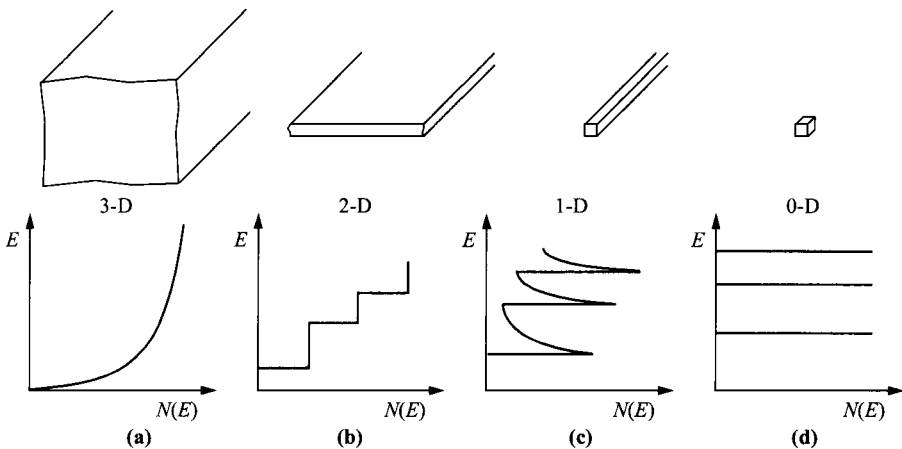 3-D 2-D 1-D 0-D
E E E E
N(E) N(E) N(E) N(E)
(a) (b) (c) (d)